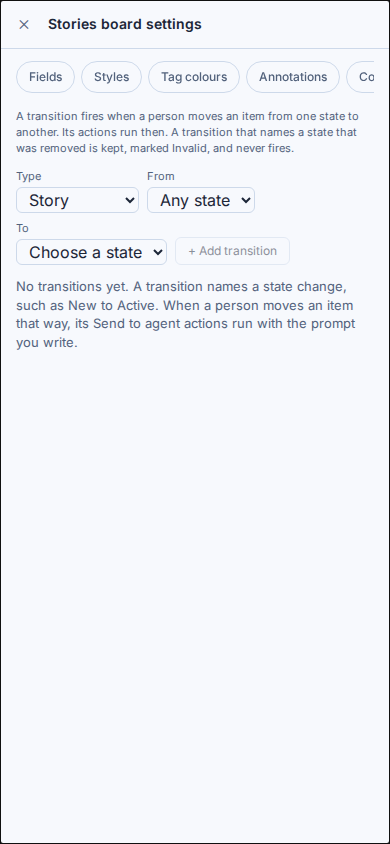 Stories board settings
Fields
Styles
Tag colours
Annotations
Co
A transition fires when a person moves an item from one state to
another. Its actions run then. A transition that names a state that
was removed is kept, marked Invalid, and never fires.
Type
From
Story
Any state
To
Choose a state
+ Add transition
No transitions yet. A transition names a state change,
such as New to Active. When a person moves an item
that way, its Send to agent actions run with the prompt
you write.